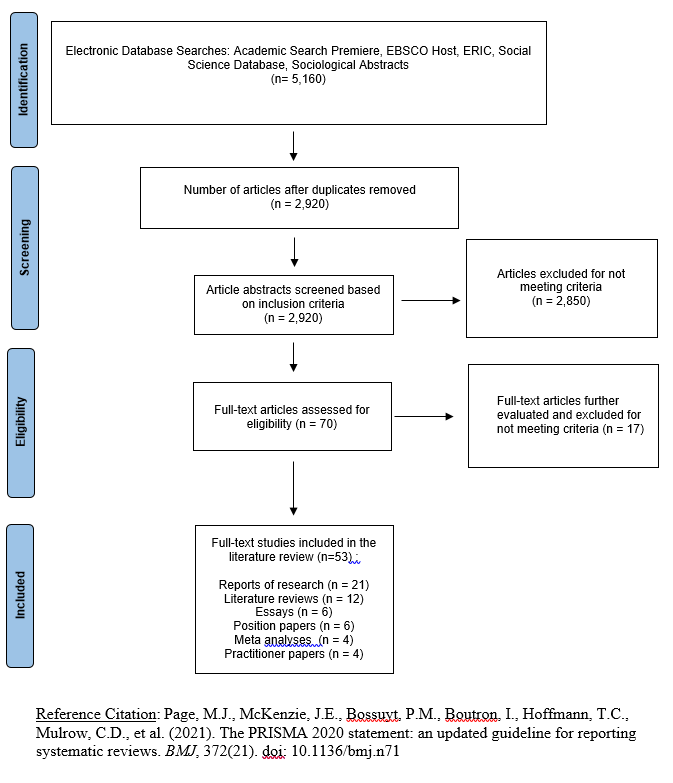 Identification
Electronic Database Searches: Academic Search Premiere, EBSCO Host, ERIC, Social
Science Database, Sociological Abstracts
(n= 5,160)
Screening
Number of articles after duplicates removed
(n = 2,920)
Article abstracts screened based
on inclusion criteria
(n = 2,920)
Articles excluded for not
meeting criteria
(n = 2,850)
Eligibility
Full-text articles assessed for
eligibility (n = 70)
Full-text articles further
evaluated and excluded for
not meeting criteria (n = 17)
Included
Full-text studies included in the
literature review (n=53) :
Reports of research (n = 21)
Literature reviews (n = 12)
Essays (n = 6)
Position papers (n = 6)
Meta analyses (n = 4)
Practitioner papers (n = 4)
Reference Citation: Page, M.J., McKenzie, J.E., Bossuyt, P.M., Boutron, I., Hoffmann, T.C.,
Mulrow, C.D., et al. (2021). The PRISMA 2020 statement: an updated guideline for reporting
systematic reviews. BMJ, 372(21). doi: 10.1136/bmj.n71